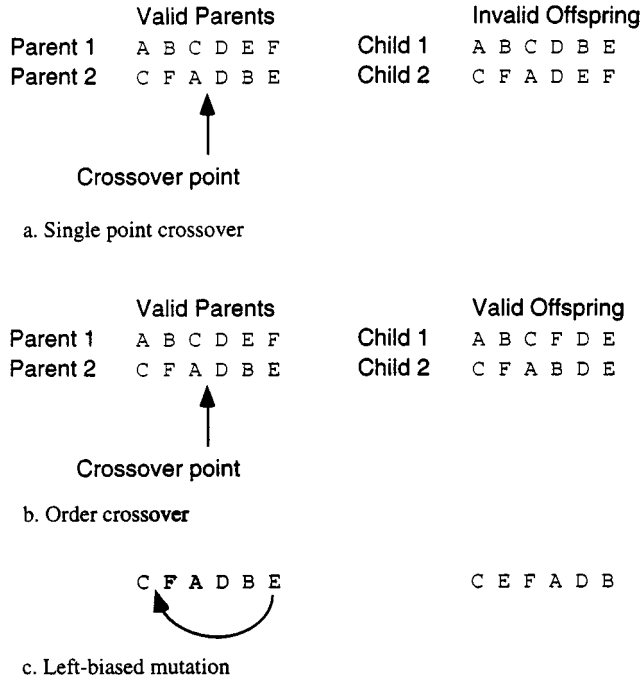 Valid Parents Invalid Offspring
Parent 1 A B C D E F Child 1 A B C D B E
Parent 2 C F A D B E Child 2 C F A D E F
Crossover point
a. Single point crossover
Valid Parents Valid Offspring
Parent 1 A B C D E F Child 1 A B C F D E
Parent 2 C F A D B E Child 2 C F A B D E
Crossover point
b. Order crossover
C F A D B E C E F A D B
c. Left-biased mutation